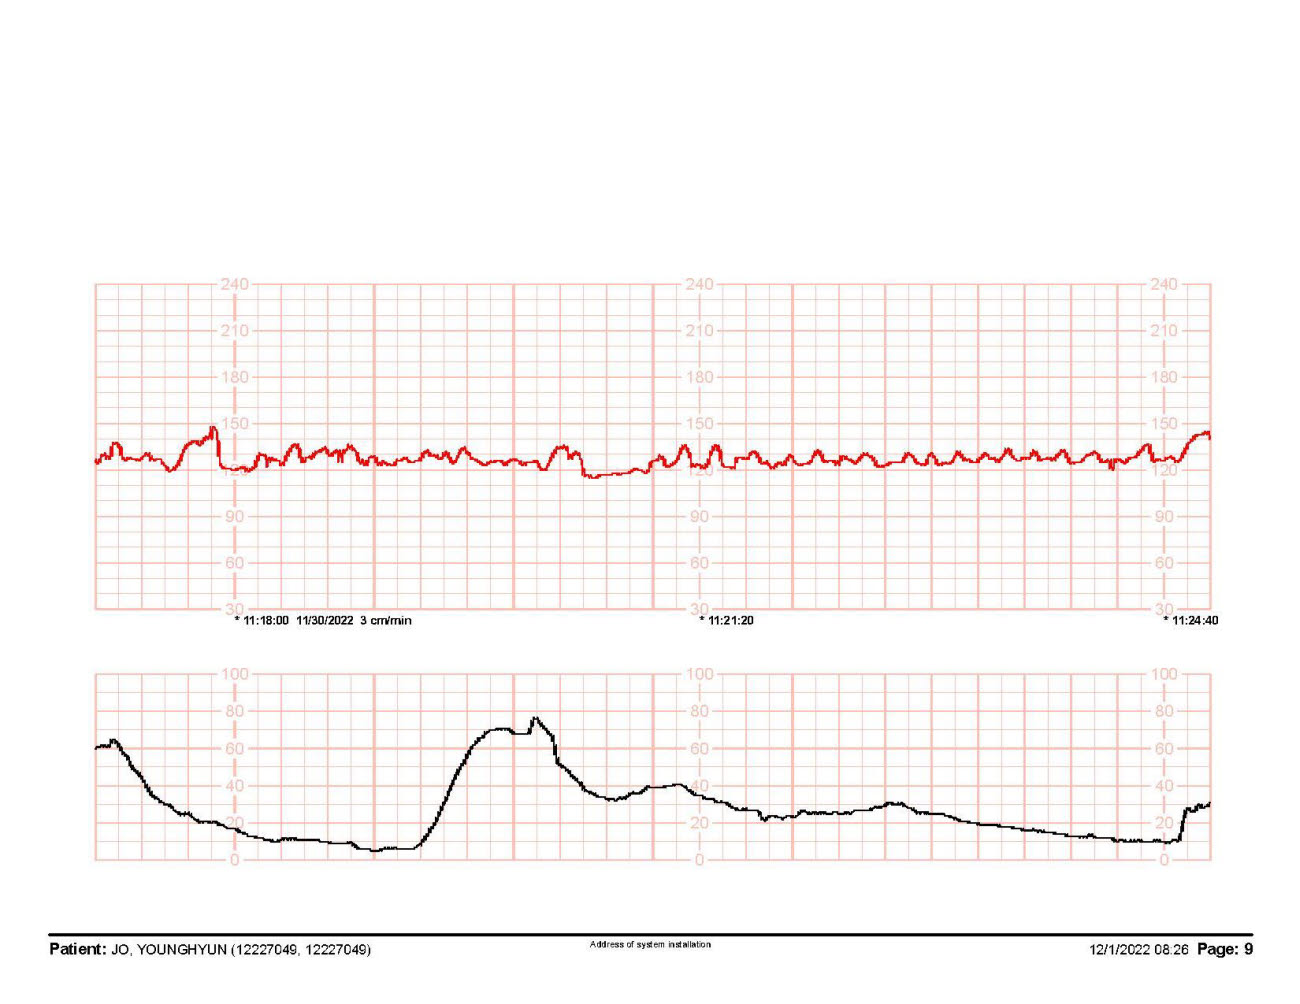 240 240 240
210 210 210
180 180 180
150 150 150
120 120 120
90 90 90
60 60 60
30 30 30
* 11:18:00 11/30/2022 3 cm/min * 11:21:20 * 11:24:40
100 100 100
80 80 80
60 60 60
40 40 40
20 20 20
0 0 0
Patient: JO, YOUNGHYUN (12227049, 12227049) Address of system installation 12/1/2022 08:26 Page: 9